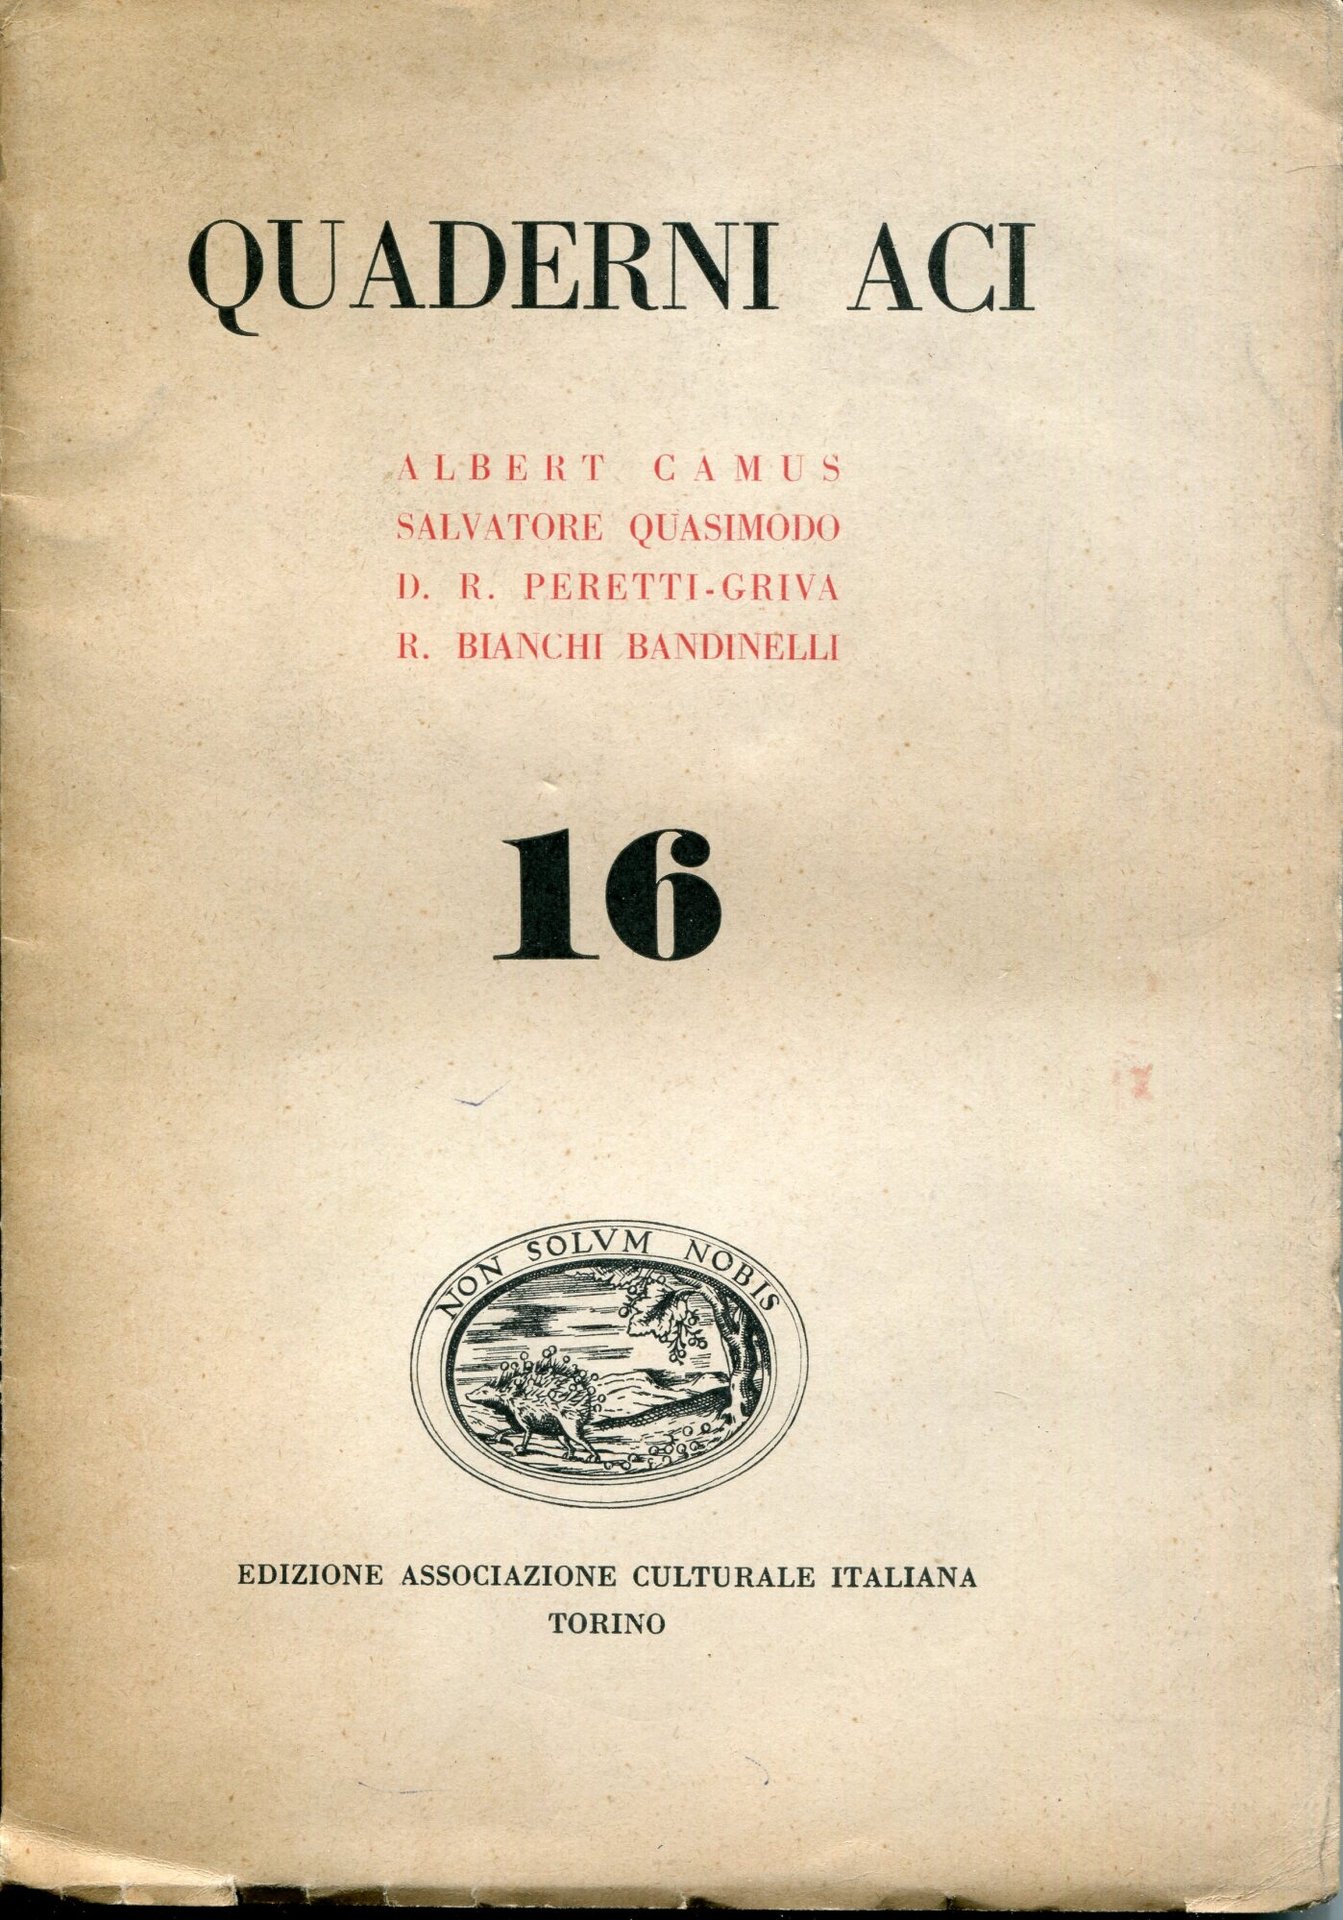 QUADERNI ACI
ALBERT CAMUS
SALVATORE QUASIMODO
D. R. PERETTI-GRIVA
R. BIANCHI BANDINELLI
16
NON SOLVM NOBIS
EDIZIONE ASSOCIAZIONE CULTURALE ITALIANA
TORINO